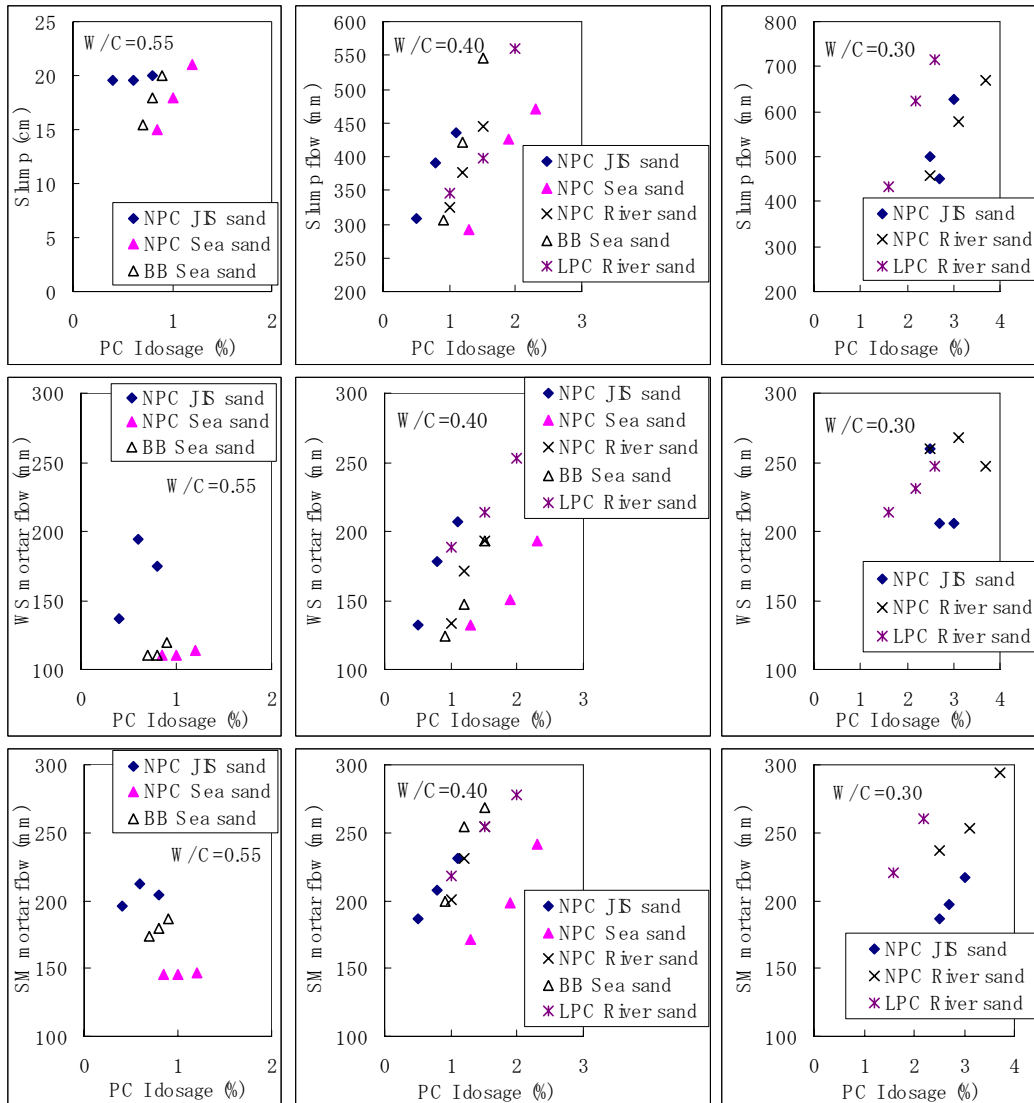 25
20
15
10
5
0
0 1 2
Slump (cm)
W/C=0.55
NPC JIS sand
NPC Sea sand
BB Sea sand
PC Idosage (%)
600
550
500
450
400
350
300
250
200
0 1 2 3
Slump flow (mm)
W/C=0.40
NPC JIS sand
NPC Sea sand
NPC River sand
BB Sea sand
LPC River sand
PC Idosage (%)
800
700
600
500
400
300
200
0 1 2 3 4
Slump flow (mm)
W/C=0.30
NPC JIS sand
NPC River sand
LPC River sand
PC Idosage (%)
300
250
200
150
100
0 1 2
WS mortar flow (mm)
NPC JIS sand
NPC Sea sand
BB Sea sand
W/C=0.55
PC Idosage (%)
300
250
200
150
100
0 1 2 3
WS mortar flow (mm)
W/C=0.40
NPC JIS sand
NPC Sea sand
NPC River sand
BB Sea sand
LPC River sand
PC Idosage (%)
300
250
200
150
100
0 1 2 3 4
WS mortar flow (mm)
W/C=0.30
NPC JIS sand
NPC River sand
LPC River sand
PC Idosage (%)
300
250
200
150
100
0 1 2
SM mortar flow (mm)
NPC JIS sand
NPC Sea sand
BB Sea sand
W/C=0.55
PC Idosage (%)
300
250
200
150
100
0 1 2 3
SM mortar flow (mm)
W/C=0.40
NPC JIS sand
NPC Sea sand
NPC River sand
BB Sea sand
LPC River sand
PC Idosage (%)
300
250
200
150
100
0 1 2 3 4
SM mortar flow (mm)
W/C=0.30
NPC JIS sand
NPC River sand
LPC River sand
PC Idosage (%)